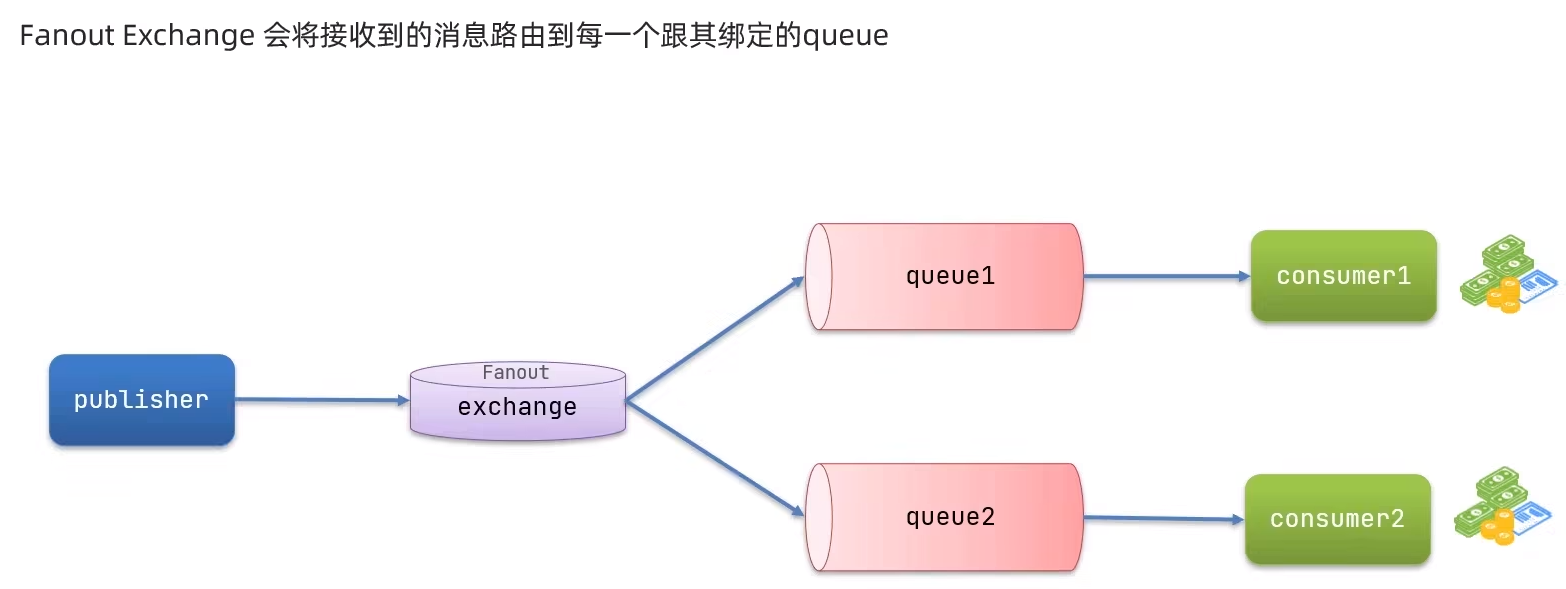 Fanout Exchange 会将接收到的消息路由到每一个跟其绑定的queue
queue1
consumer1
Fanout
publisher
exchange
queue2
consumer2